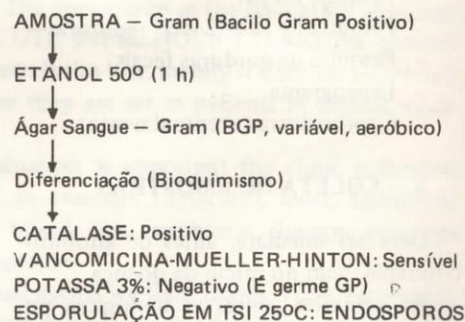 AMOSTRA — Gram (Bacilo Gram Positivo)
ETANOL 50º (1 h)
Ágar Sangue — Gram (BGP, variável, aeróbico)
Diferenciação (Bioquimismo)
CATALASE: Positivo
VANCOMICINA-MUELLER-HINTON: Sensível
POTASSA 3%: Negativo (É germe GP)
ESPORULAÇÃO EM TSI 25ºC: ENDOSPOROS